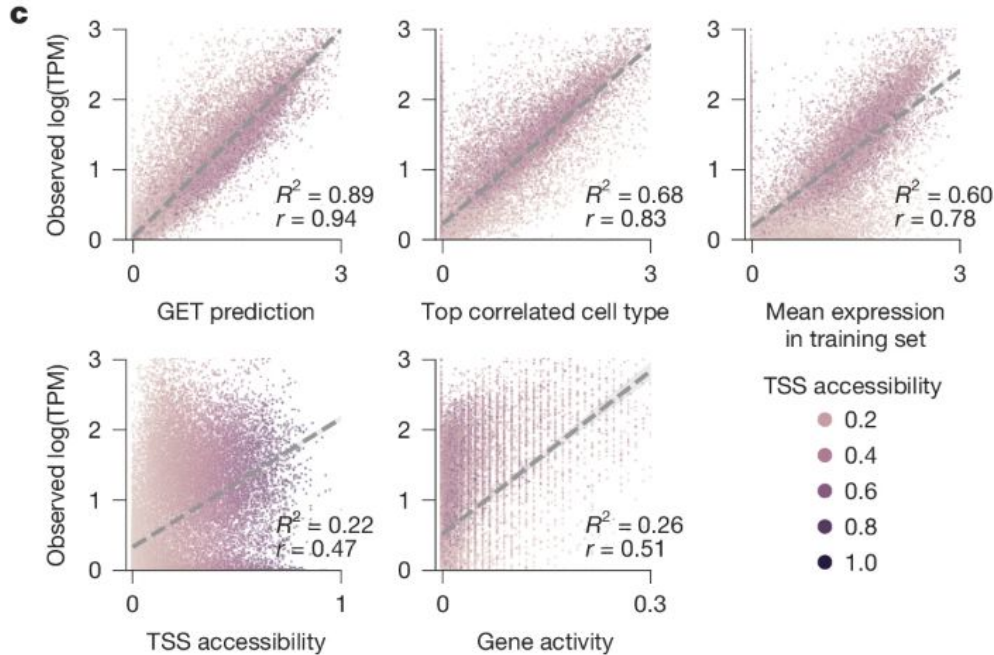 c
Observed log(TPM)
3
2
1
0
R² = 0.89
r = 0.94
0
3
GET prediction
3
2
1
0
R² = 0.68
r = 0.83
0
3
Top correlated cell type
3
2
1
0
R² = 0.60
r = 0.78
0
3
Mean expression
in training set
Observed log(TPM)
3
2
1
0
R² = 0.22
r = 0.47
0
1
TSS accessibility
3
2
1
0
R² = 0.26
r = 0.51
0
0.3
Gene activity
TSS accessibility
0.2
0.4
0.6
0.8
1.0